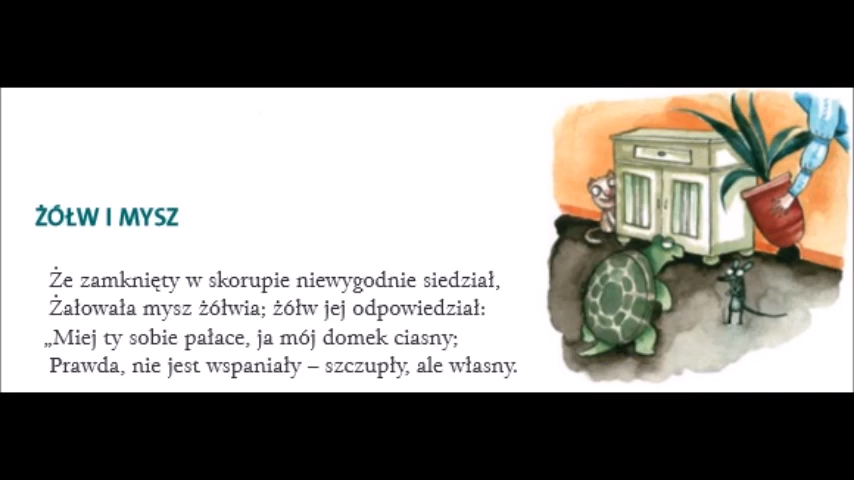 ŻÓŁW I MYSZ
Że zamknięty w skorupie niewygodnie siedział,
Żałowała mysz żółwia; żółw jej odpowiedział:
„Miej ty sobie pałace, ja mój domek ciasny;
Prawda, nie jest wspaniały – szczupły, ale własny.